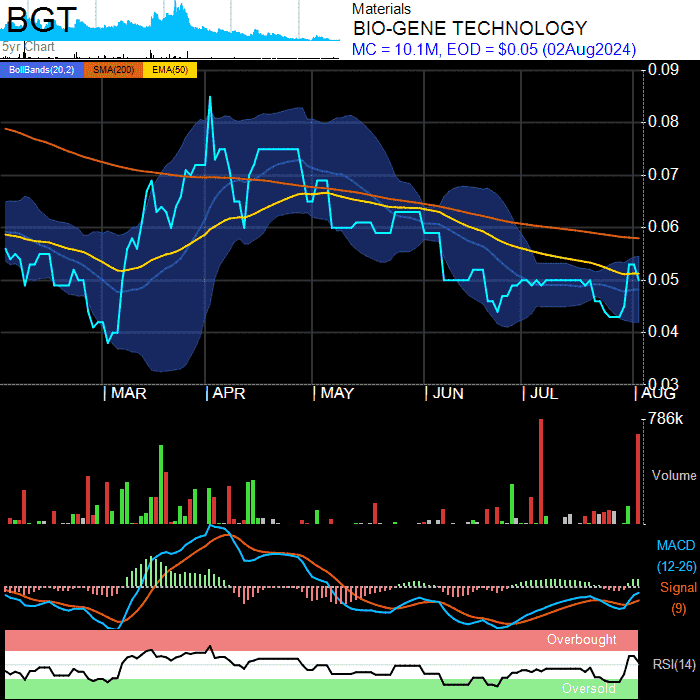 BGT
5yr Chart
Materials
BIO-GENE TECHNOLOGY
MC = 10.1M, EOD = $0.05 (02Aug2024)
BollBands(20,2) SMA(200) EMA(50)
0.09
0.08
0.07
0.06
0.05
0.04
0.03
MAR APR MAY JUN JUL AUG
786k
Volume
MACD
(12-26)
Signal
(9)
Overbought
RSI(14)
Oversold